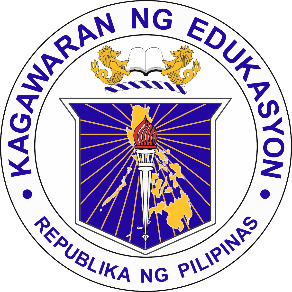 KAGAWARAN NG EDUKASYON
REPUBLIKA NG PILIPINAS